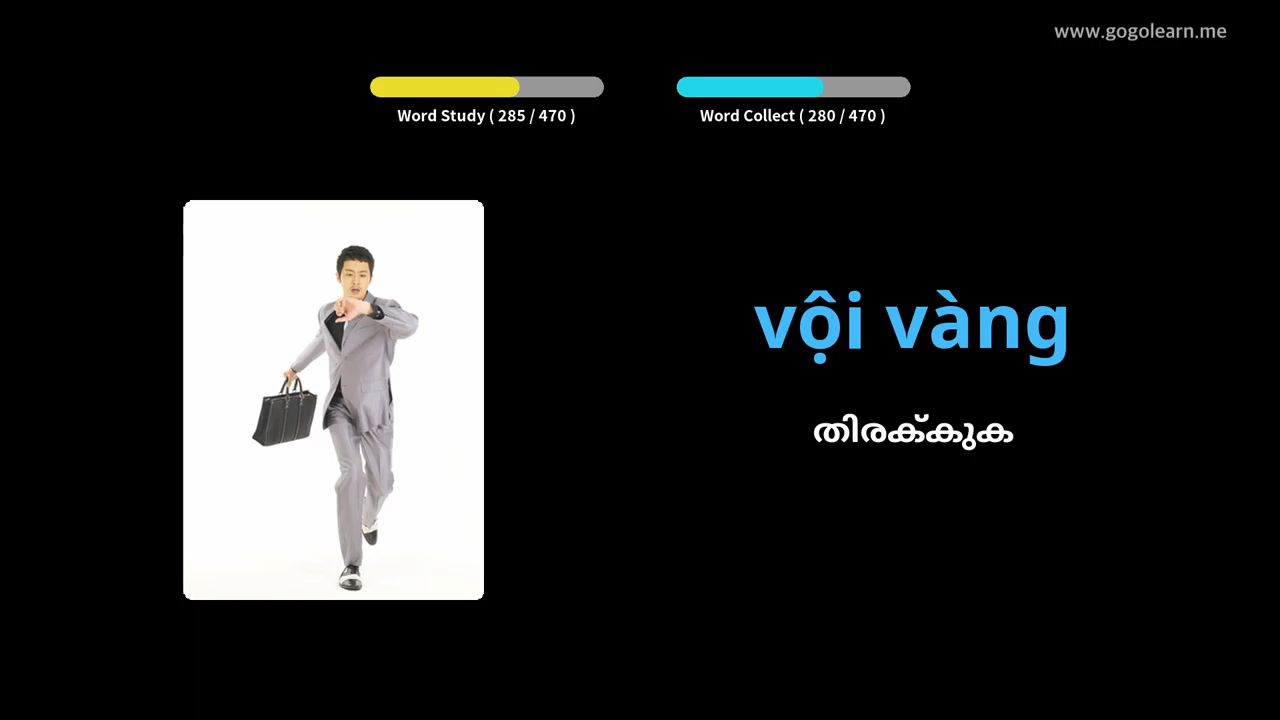 www.gogolearn.me
Word Study ( 285 / 470 )
Word Collect ( 280 / 470 )
vội vàng
തിരക്കുക